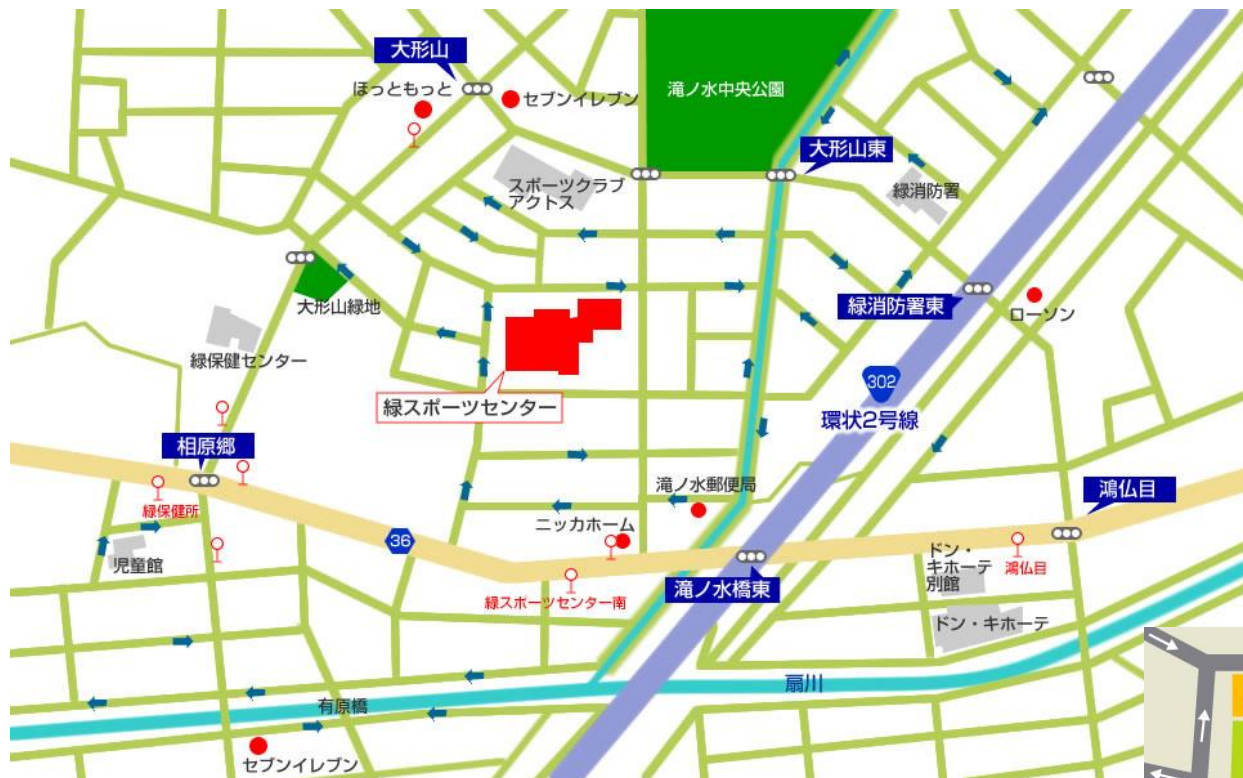 大形山
ほっともっと
セブンイレブン
滝ノ水中央公園
大形山東
スポーツクラブ
アクトス
緑消防署
大形山緑地
緑消防署東
ローソン
緑保健センター
302
緑スポーツセンター
環状2号線
相原郷
滝ノ水郵便局
鴻仏目
緑保健所
ニッカホーム
36
児童館
ドン・
キホーテ
別館
鴻仏目
緑スポーツセンター南
滝ノ水橋東
ドン・キホーテ
扇川
有原橋
セブンイレブン